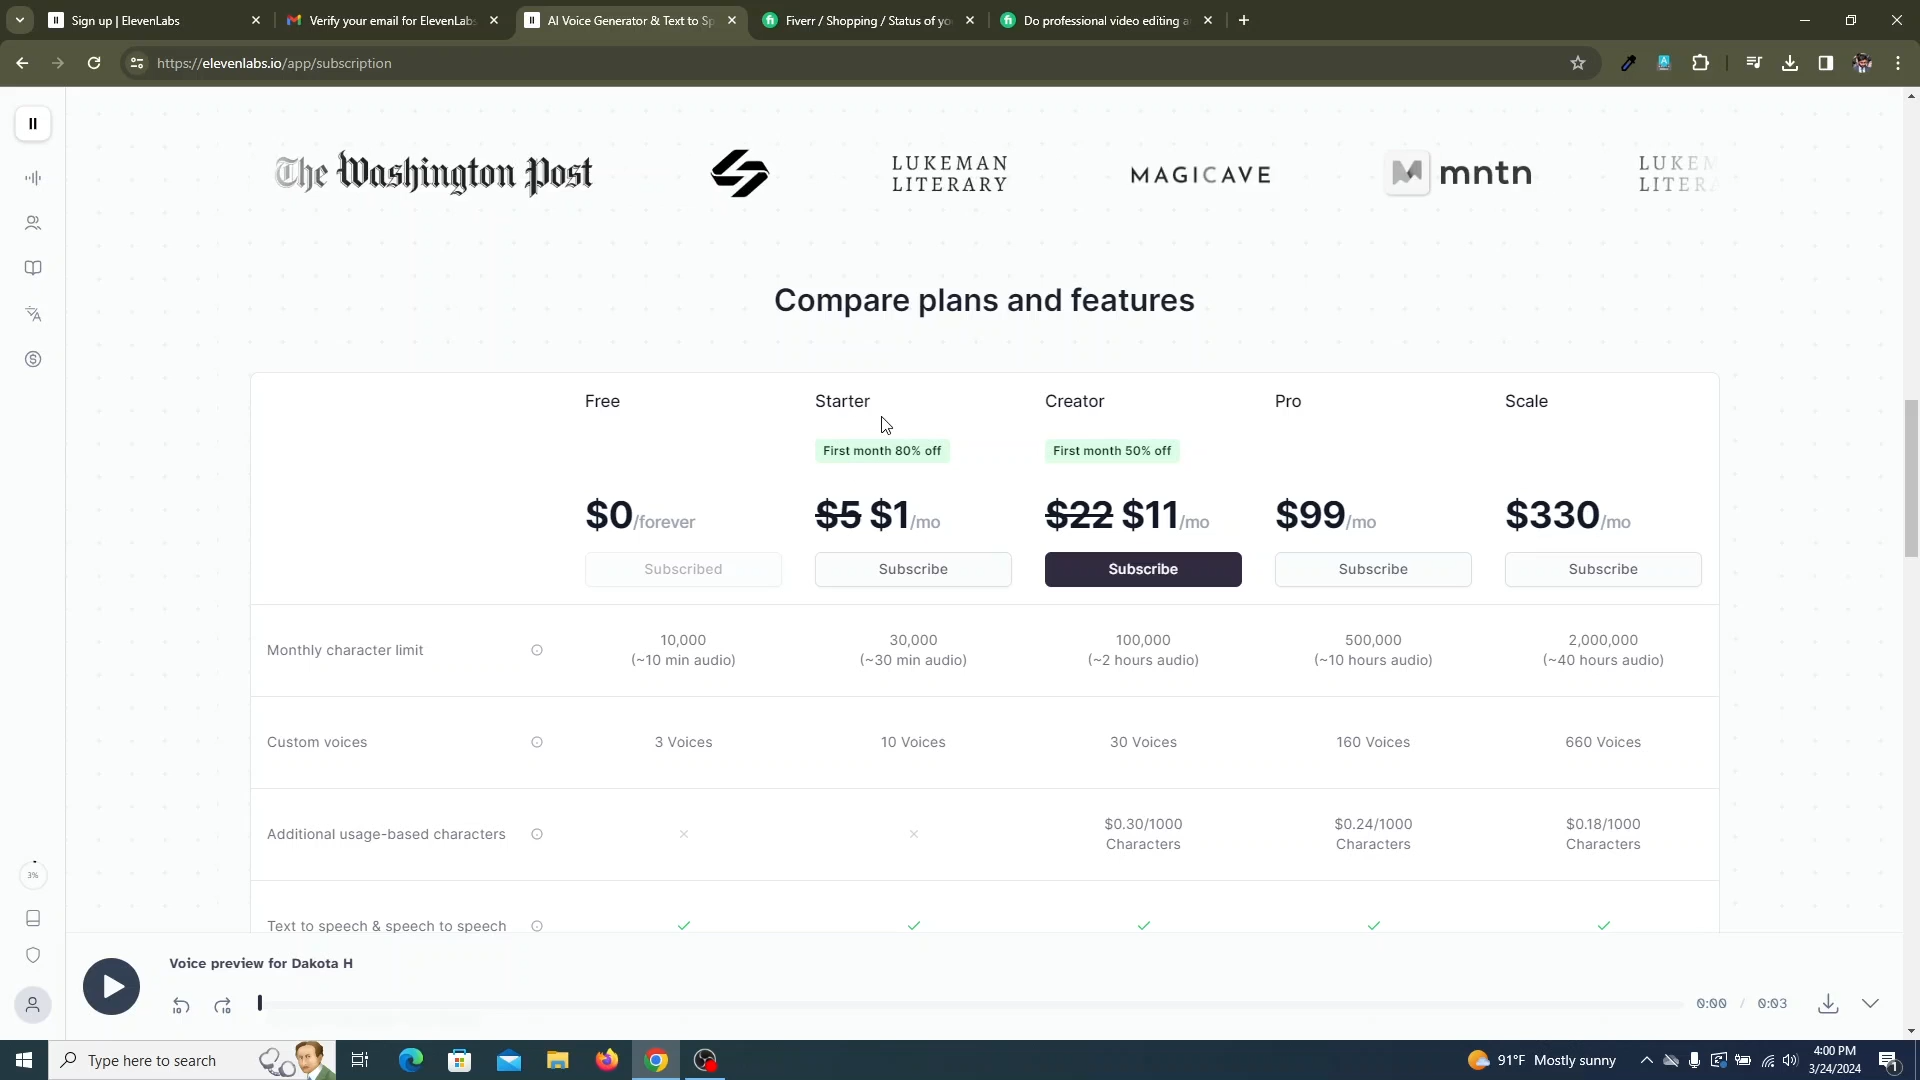 Sign up | ElevenLabs
Verify your email for ElevenLabs
AI Voice Generator & Text to Sp
Fiverr / Shopping / Status of yo
Do professional video editing a
https://elevenlabs.io/app/subscription
The Washington Post
LUKEMAN
LITERARY
MAGICAVE
mntn
LUKEM
LITERA
Compare plans and features
Free
Starter
Creator
Pro
Scale
First month 80% off
First month 50% off
$0/forever
$5 $1/mo
$22 $11/mo
$99/mo
$330/mo
Subscribed
Subscribe
Subscribe
Subscribe
Subscribe
Monthly character limit
10,000
(~10 min audio)
30,000
(~30 min audio)
100,000
(~2 hours audio)
500,000
(~10 hours audio)
2,000,000
(~40 hours audio)
Custom voices
3 Voices
10 Voices
30 Voices
160 Voices
660 Voices
Additional usage-based characters
$0.30/1000
Characters
$0.24/1000
Characters
$0.18/1000
Characters
Text to speech & speech to speech
3%
Voice preview for Dakota H
10
10
0:00 / 0:03
Type here to search
91°F Mostly sunny
4:00 PM
3/24/2024
1